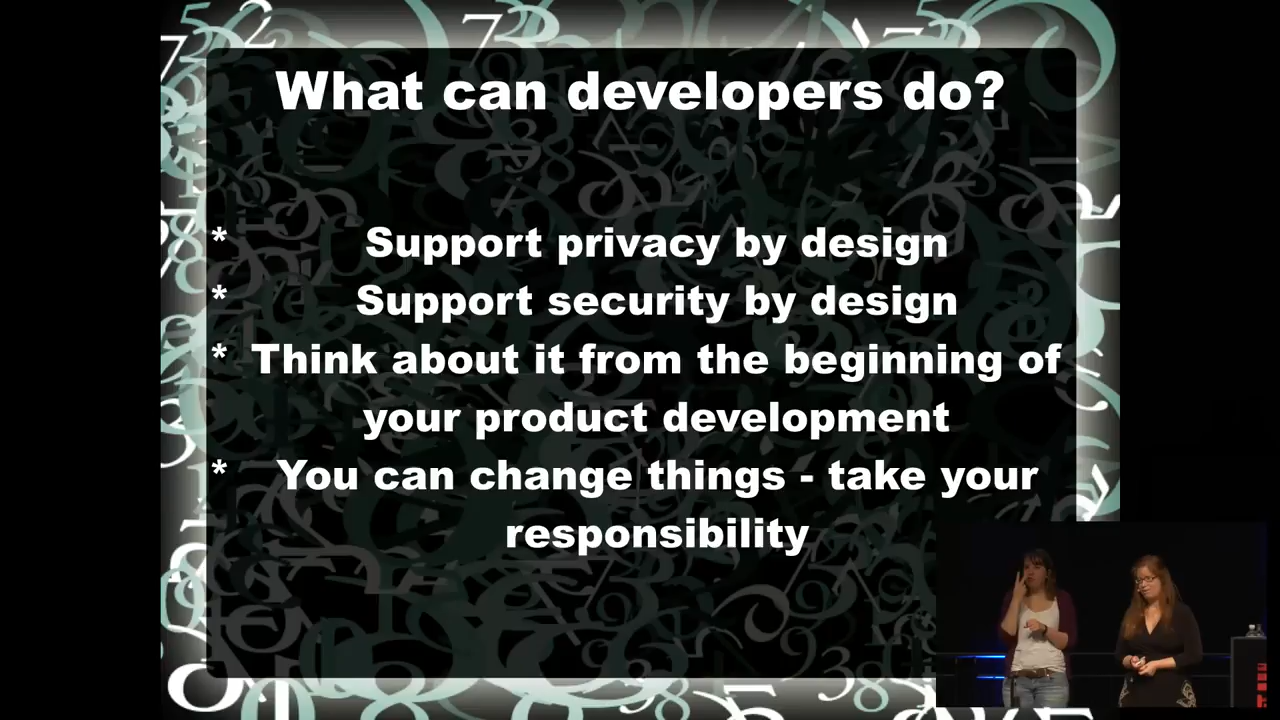 What can developers do?
* Support privacy by design
* Support security by design
* Think about it from the beginning of
your product development
* You can change things - take your
responsibility